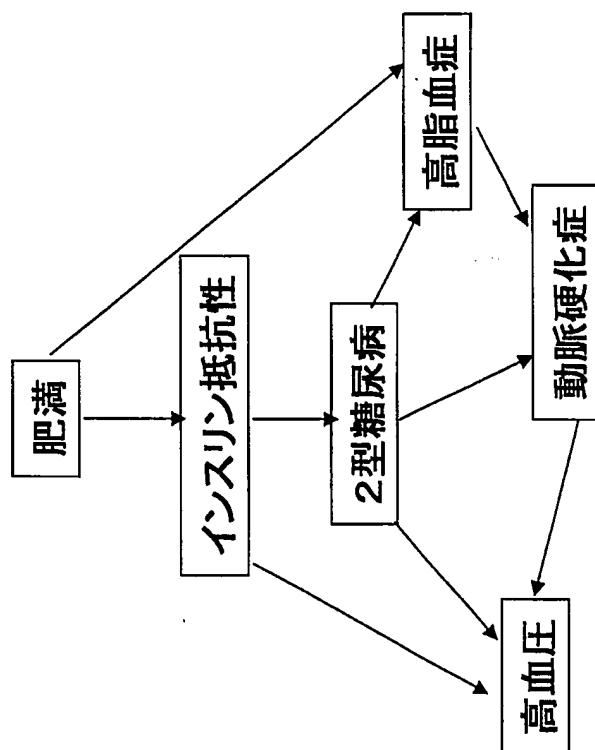 肥満
インスリン抵抗性
2型糖尿病
高脂血症
動脈硬化症
高血圧